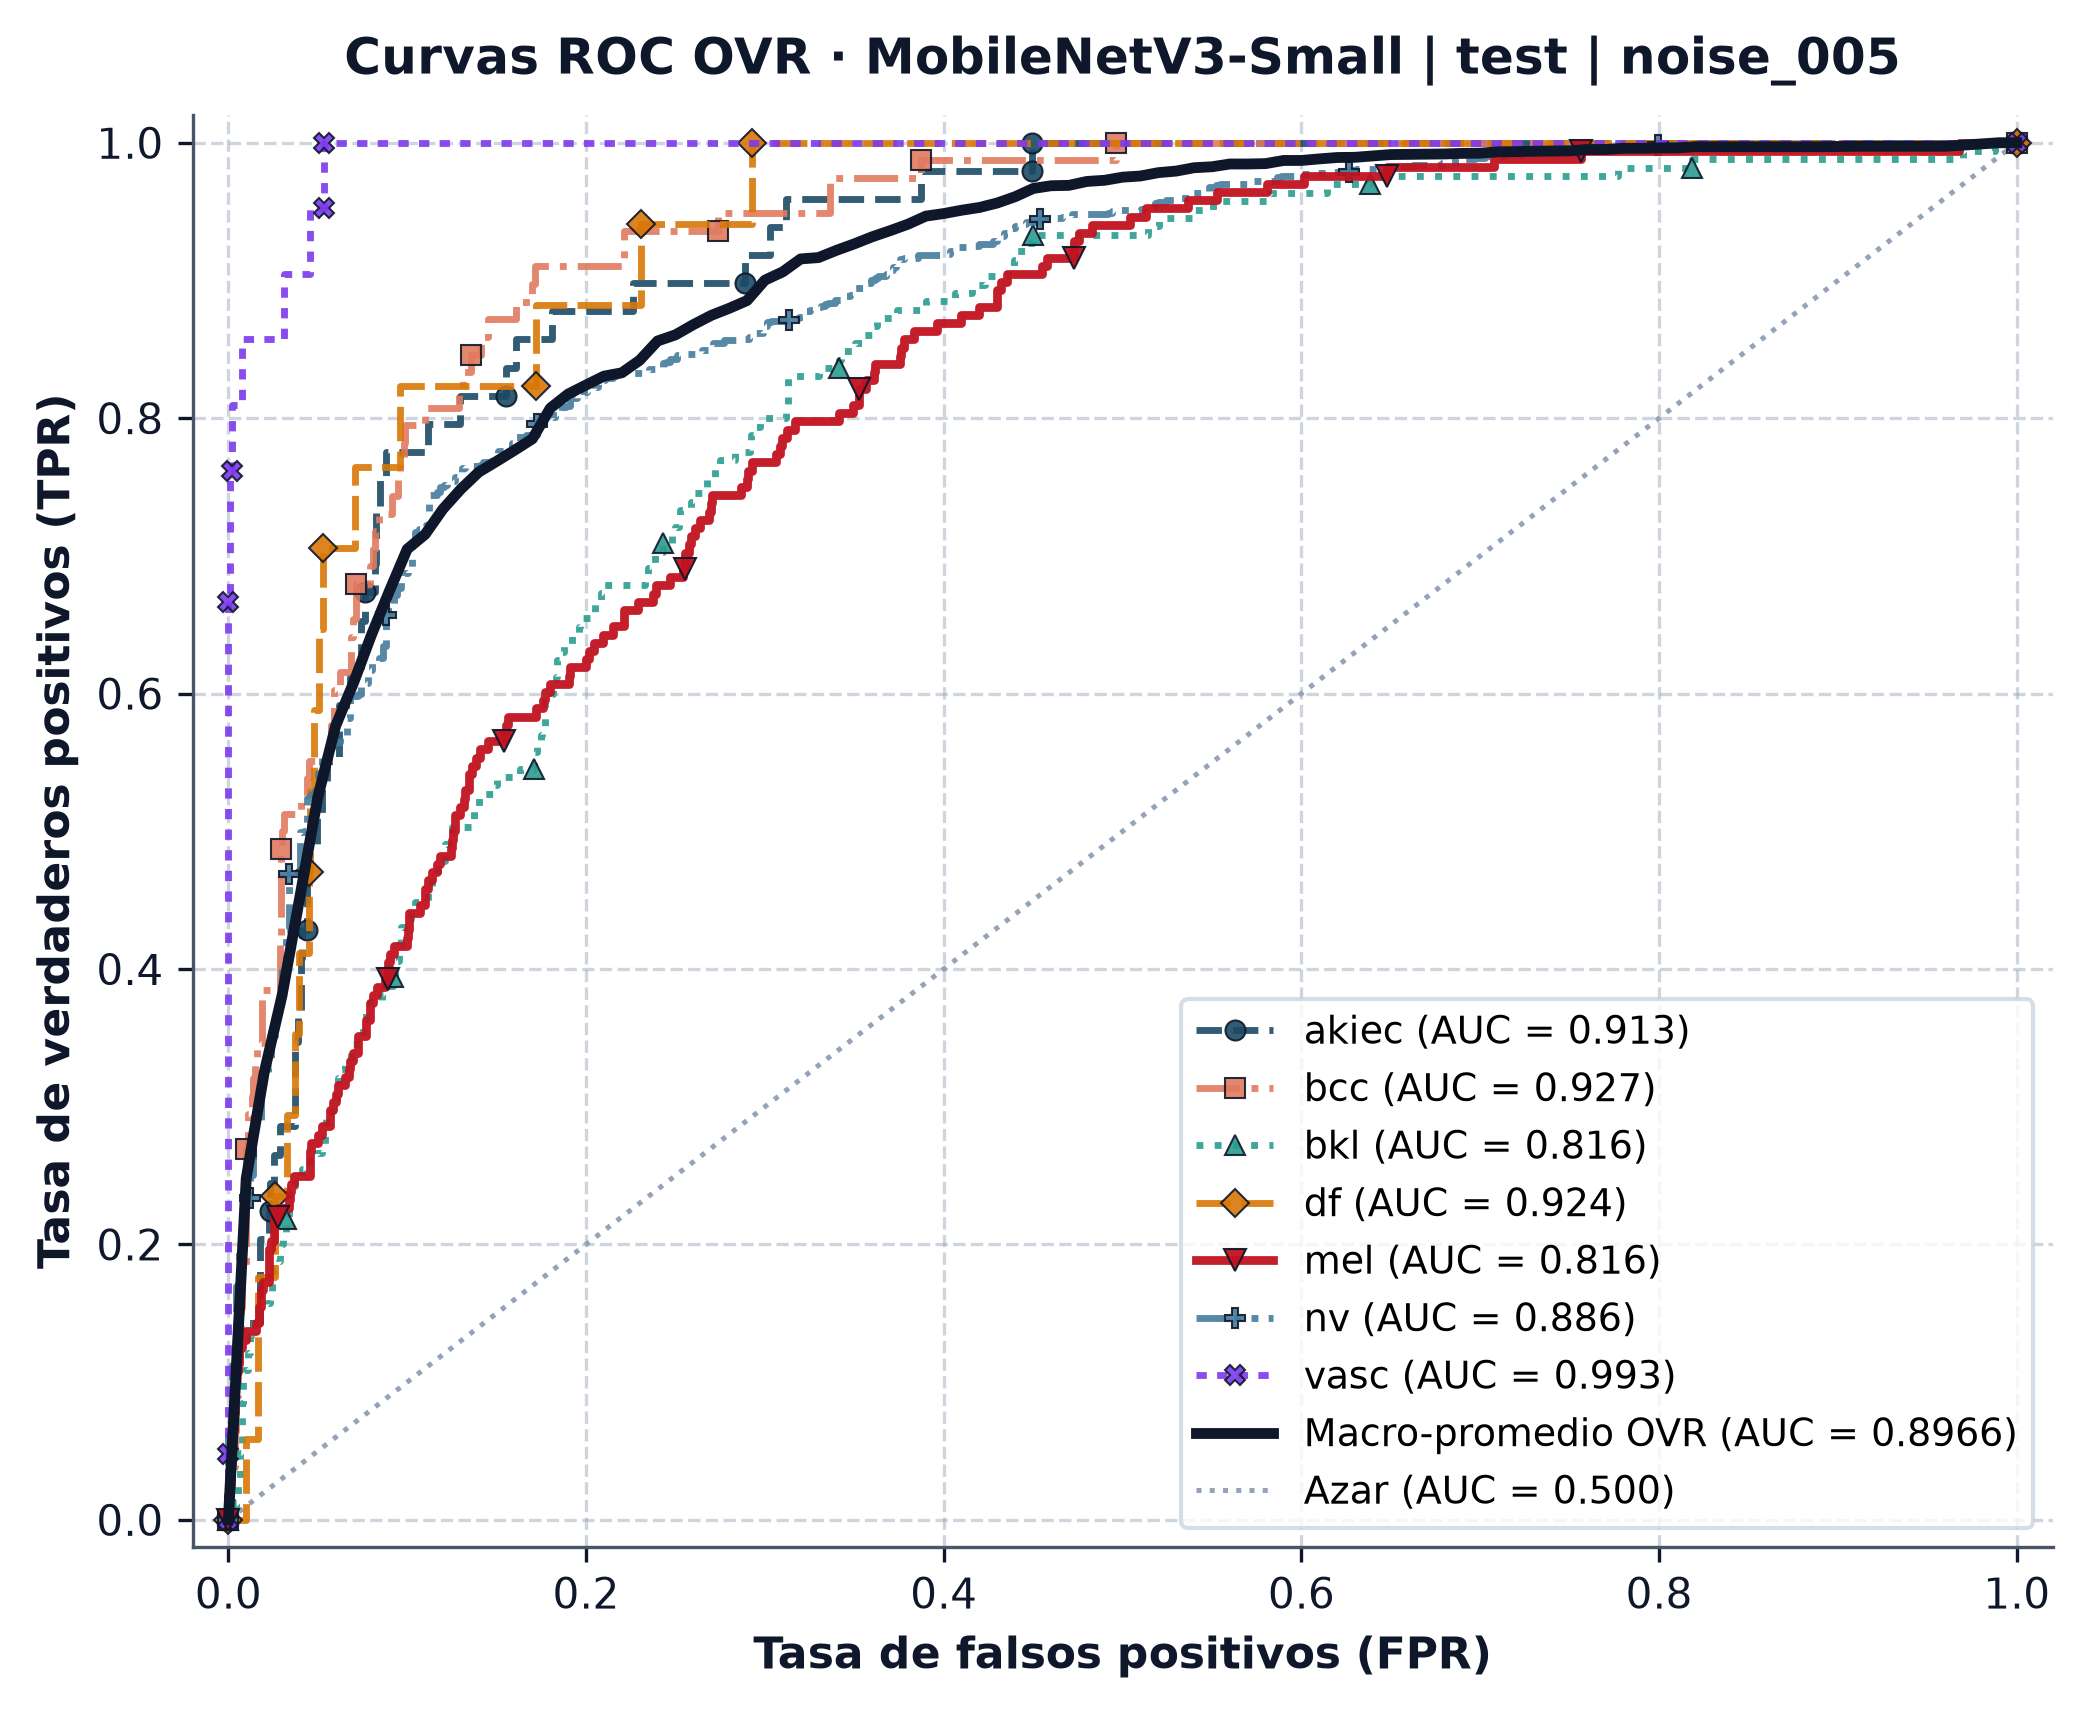 Curvas ROC OVR · MobileNetV3-Small | test | noise_005
Tasa de verdaderos positivos (TPR)
1.0
0.8
0.6
0.4
0.2
0.0
akiec (AUC = 0.913)
bcc (AUC = 0.927)
bkl (AUC = 0.816)
df (AUC = 0.924)
mel (AUC = 0.816)
nv (AUC = 0.886)
vasc (AUC = 0.993)
Macro-promedio OVR (AUC = 0.8966)
Azar (AUC = 0.500)
0.0 0.2 0.4 0.6 0.8 1.0
Tasa de falsos positivos (FPR)